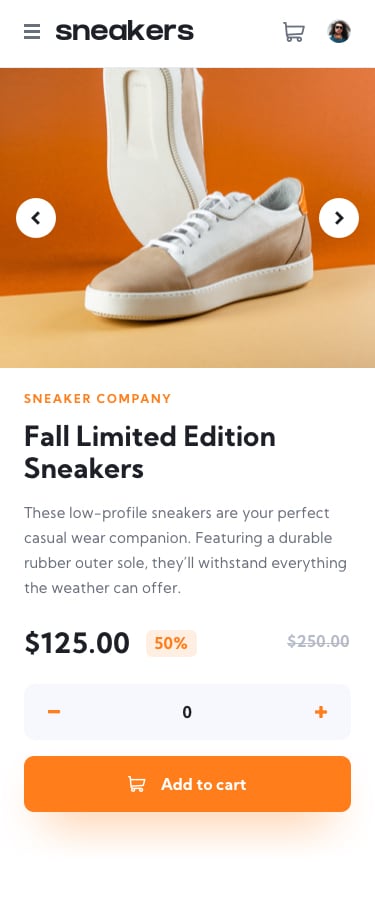 sneakers
SNEAKER COMPANY
Fall Limited Edition
Sneakers
These low-profile sneakers are your perfect
casual wear companion. Featuring a durable
rubber outer sole, they’ll withstand everything
the weather can offer.
$125.00 50% $250.00
0
Add to cart